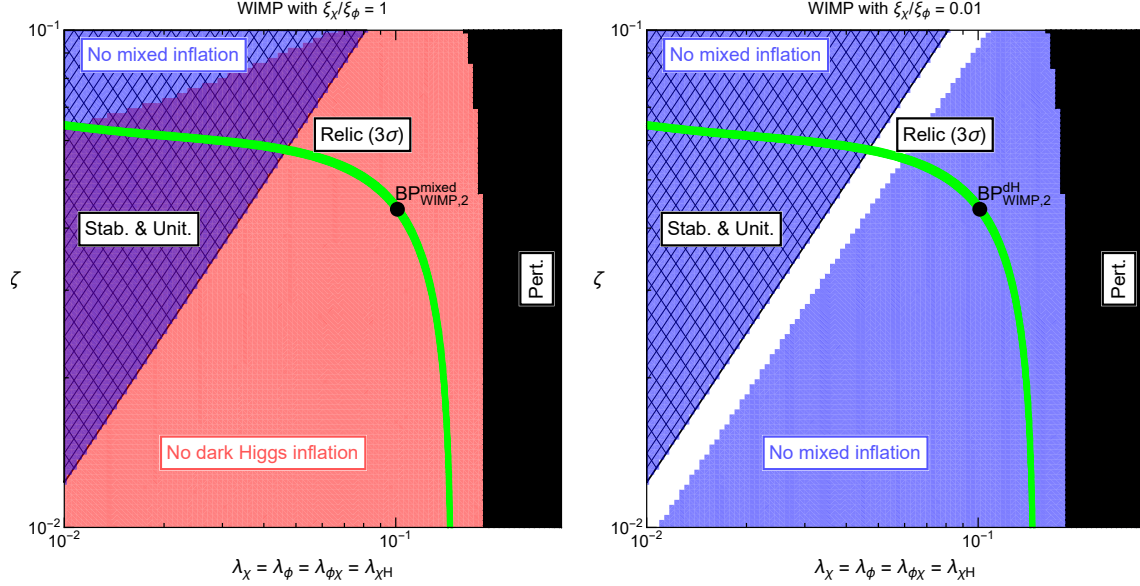 WIMP with ξχ/ξϕ = 1
10⁻¹
No mixed inflation
Relic (3σ)
BP^mixed_WIMP,2
Stab. & Unit.
ζ
Pert.
No dark Higgs inflation
10⁻²
10⁻² 10⁻¹
λχ = λϕ = λϕχ = λχH
WIMP with ξχ/ξϕ = 0.01
10⁻¹
No mixed inflation
Relic (3σ)
BP^dH_WIMP,2
Stab. & Unit.
ζ
Pert.
No mixed inflation
10⁻²
10⁻² 10⁻¹
λχ = λϕ = λϕχ = λχH